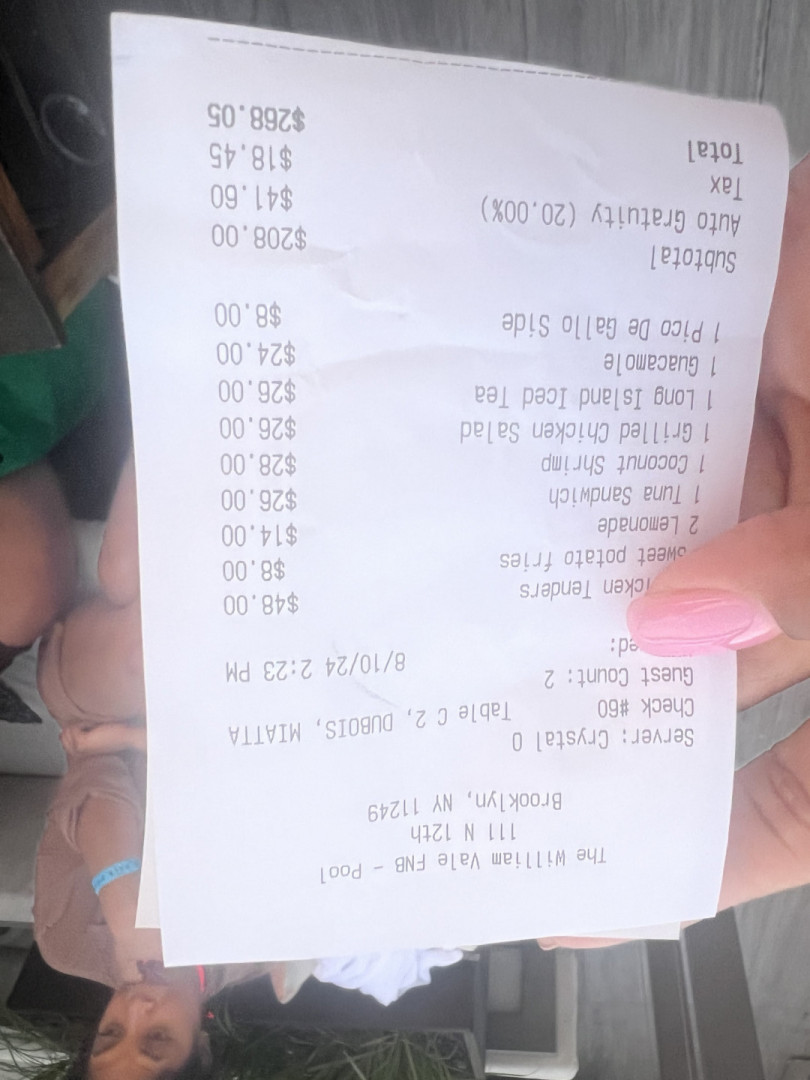 The William Vale FNB - Pool
111 N 12th
Brooklyn, NY 11249
Server: Crystal O
Check #60 Table C 2, DUBOIS, MIATTA
Guest Count: 2 8/10/24 2:23 PM
ed:
icken Tenders $48.00
Sweet potato fries $8.00
2 Lemonade $14.00
1 Tuna Sandwich $26.00
1 Coconut Shrimp $28.00
1 Grilled Chicken Salad $26.00
1 Long Island Iced Tea $26.00
1 Guacamole $24.00
1 Pico De Gallo Side $8.00
Subtotal $208.00
Auto Gratuity (20.00%) $41.60
Tax $18.45
Total $268.05